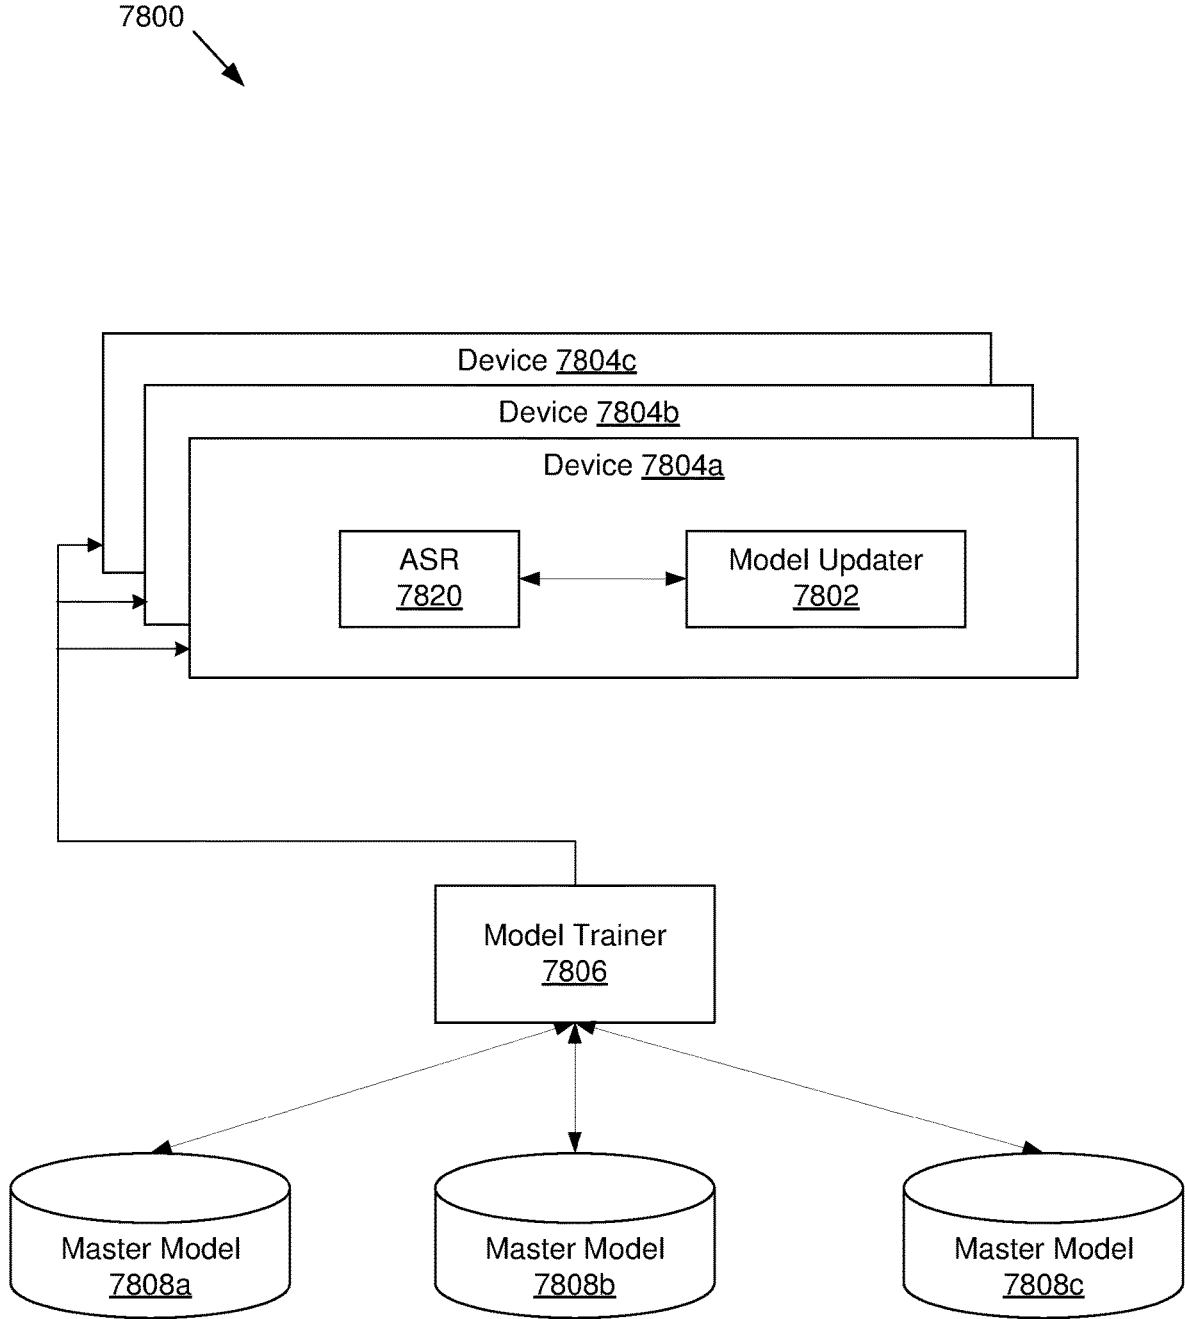 7800
Device 7804c
Device 7804b
Device 7804a
ASR
7820
Model Updater
7802
Model Trainer
7806
Master Model
7808a
Master Model
7808b
Master Model
7808c